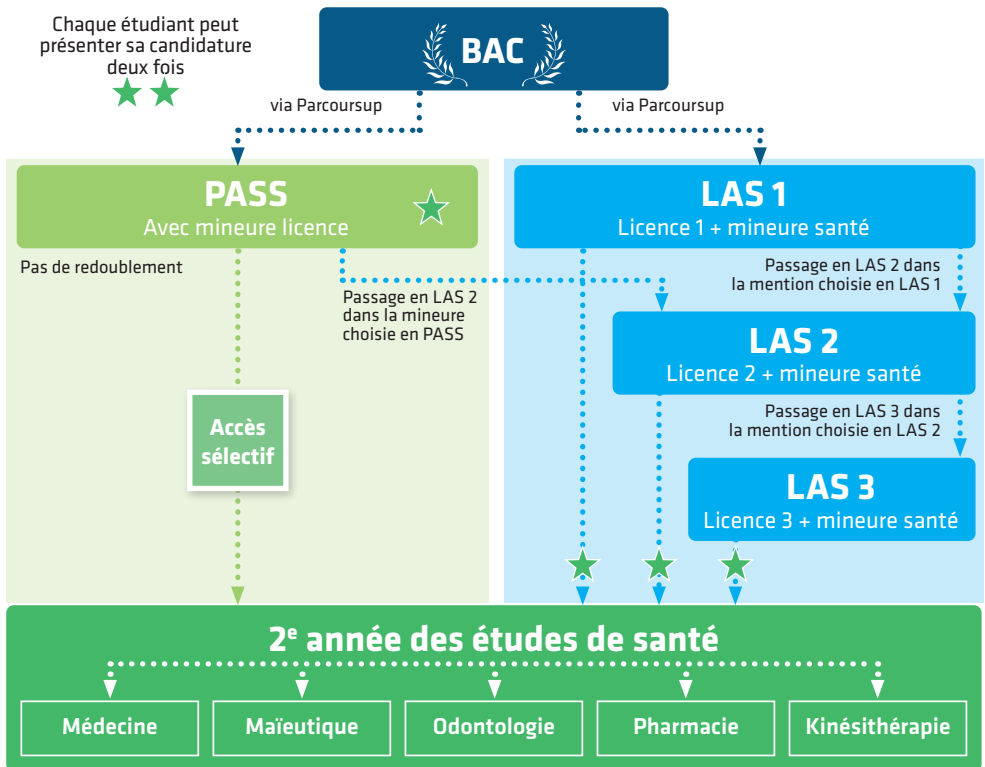 Chaque étudiant peut
présenter sa candidature
deux fois
BAC
via Parcoursup
via Parcoursup
PASS
Avec mineure licence
LAS 1
Licence 1 + mineure santé
Pas de redoublement
Passage en LAS 2
dans la mineure
choisie en PASS
Passage en LAS 2 dans
la mention choisie en LAS 1
LAS 2
Licence 2 + mineure santé
Accès
sélectif
Passage en LAS 3 dans
la mention choisie en LAS 2
LAS 3
Licence 3 + mineure santé
2e année des études de santé
Médecine
Maïeutique
Odontologie
Pharmacie
Kinésithérapie